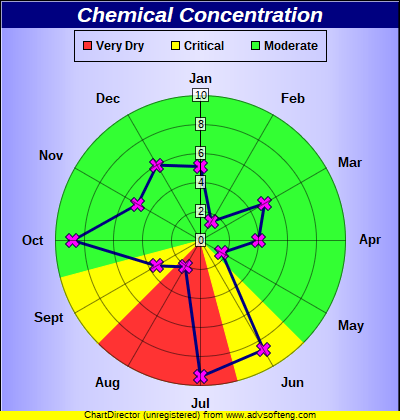 Chemical Concentration
Very Dry Critical Moderate
Jan
Dec Feb
Nov Mar
Oct Apr
Sept May
Aug Jun
Jul
10
8
6
4
2
0
ChartDirector (unregistered) from www.advsofteng.com